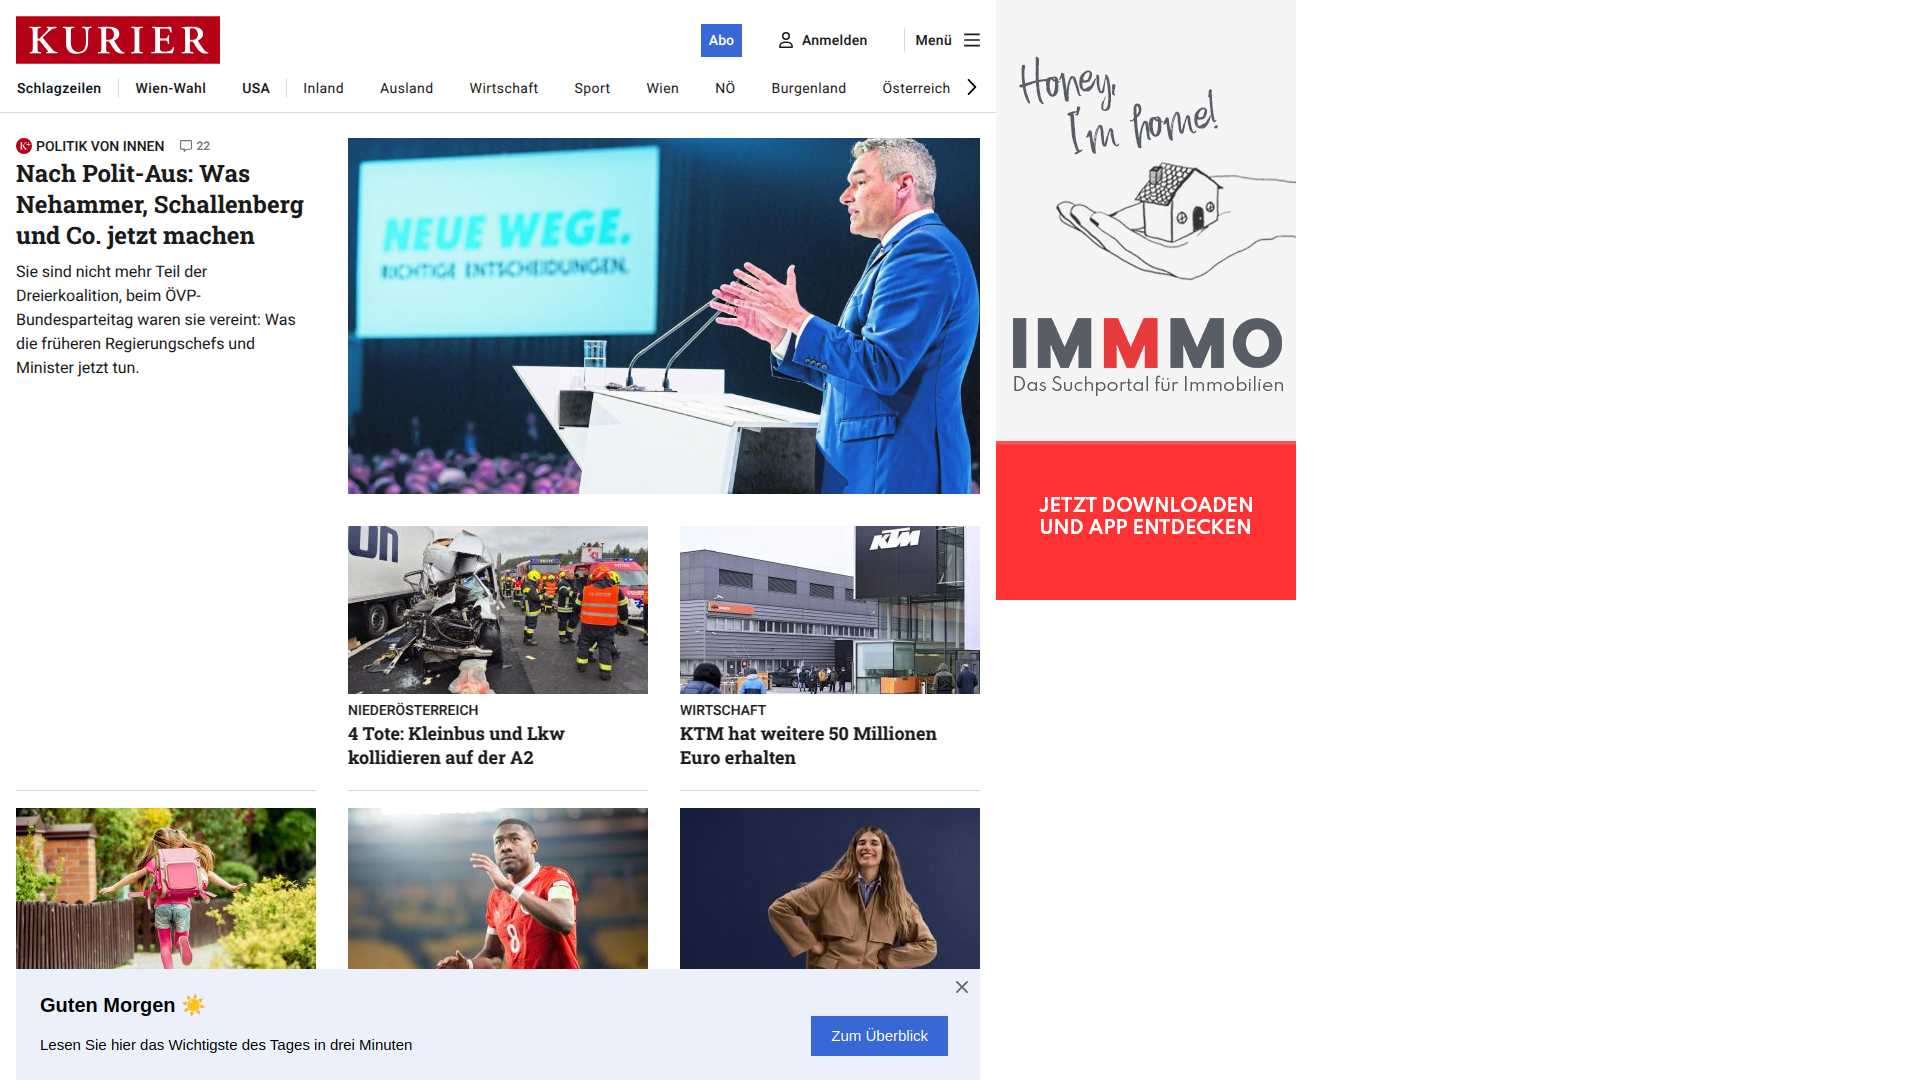 KURIER
Abo
Anmelden
Menü
Schlagzeilen
Wien-Wahl
USA
Inland
Ausland
Wirtschaft
Sport
Wien
NÖ
Burgenland
Österreich
POLITIK VON INNEN 22
Nach Polit-Aus: Was
Nehammer, Schallenberg
und Co. jetzt machen
Sie sind nicht mehr Teil der
Dreierkoalition, beim ÖVP-
Bundesparteitag waren sie vereint: Was
die früheren Regierungschefs und
Minister jetzt tun.
NEUE WEGE.
RICHTIGE ENTSCHEIDUNGEN.
KTM
NIEDERÖSTERREICH
4 Tote: Kleinbus und Lkw
kollidieren auf der A2
WIRTSCHAFT
KTM hat weitere 50 Millionen
Euro erhalten
8
Guten Morgen ☀️
Lesen Sie hier das Wichtigste des Tages in drei Minuten
Zum Überblick
Honey,
I'm home!
IMMMO
Das Suchportal für Immobilien
JETZT DOWNLOADEN
UND APP ENTDECKEN